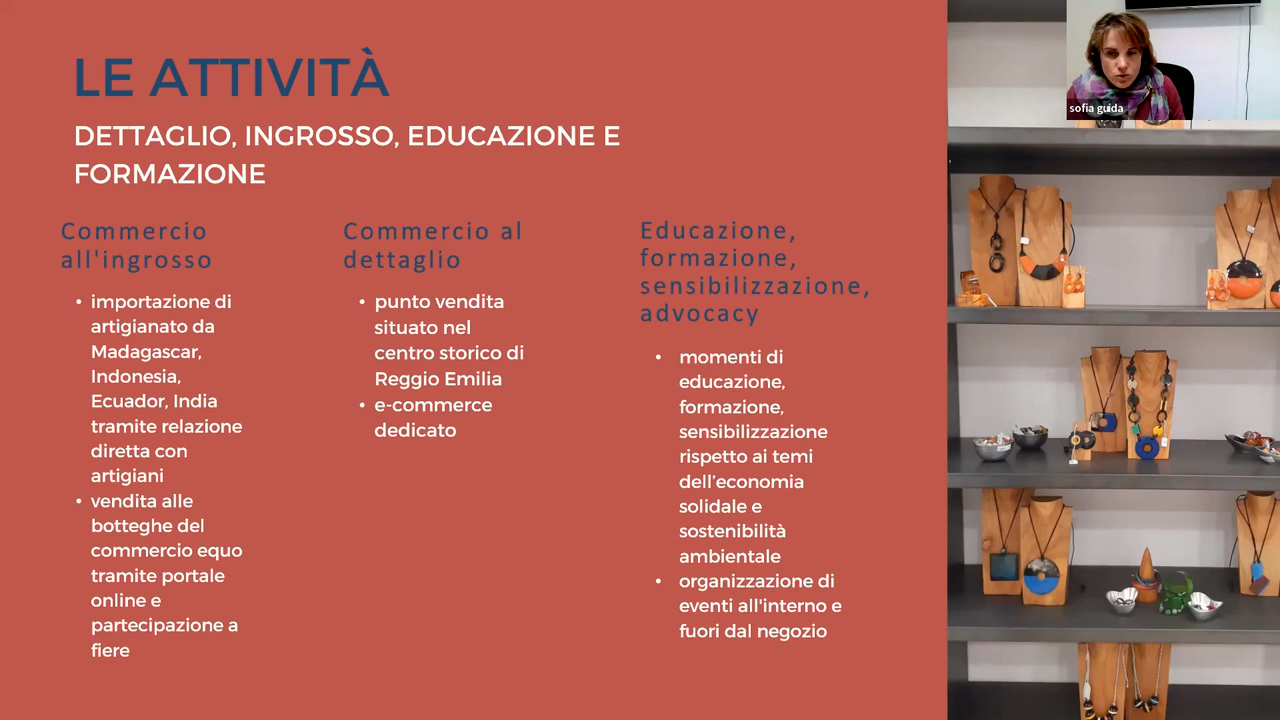 LE ATTIVITÀ
DETTAGLIO, INGROSSO, EDUCAZIONE E
FORMAZIONE
Commercio
all'ingrosso
• importazione di
artigianato da
Madagascar,
Indonesia,
Ecuador, India
tramite relazione
diretta con
artigiani
• vendita alle
botteghe del
commercio equo
tramite portale
online e
partecipazione a
fiere
Commercio al
dettaglio
• punto vendita
situato nel
centro storico di
Reggio Emilia
• e-commerce
dedicato
Educazione,
formazione,
sensibilizzazione,
advocacy
• momenti di
educazione,
formazione,
sensibilizzazione
rispetto ai temi
dell’economia
solidale e
sostenibilità
ambientale
• organizzazione di
eventi all'interno e
fuori dal negozio
sofia guida